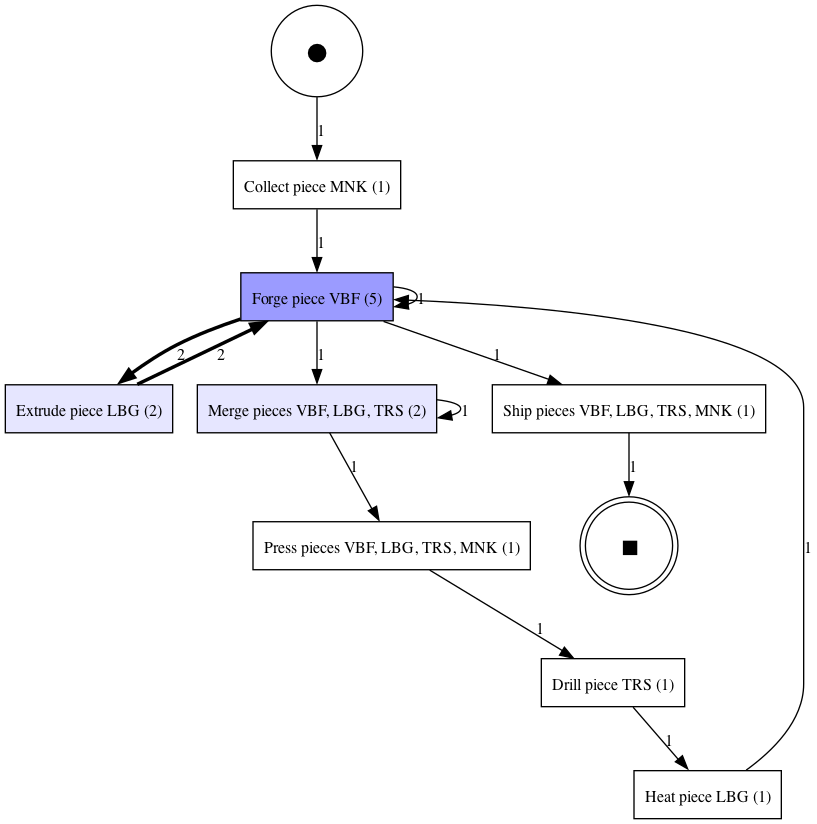 1
Collect piece MNK (1)
1
Forge piece VBF (5)
1
2
2
1
1
Extrude piece LBG (2)
Merge pieces VBF, LBG, TRS (2)
1
Ship pieces VBF, LBG, TRS, MNK (1)
1
1
Press pieces VBF, LBG, TRS, MNK (1)
1
1
Drill piece TRS (1)
1
Heat piece LBG (1)